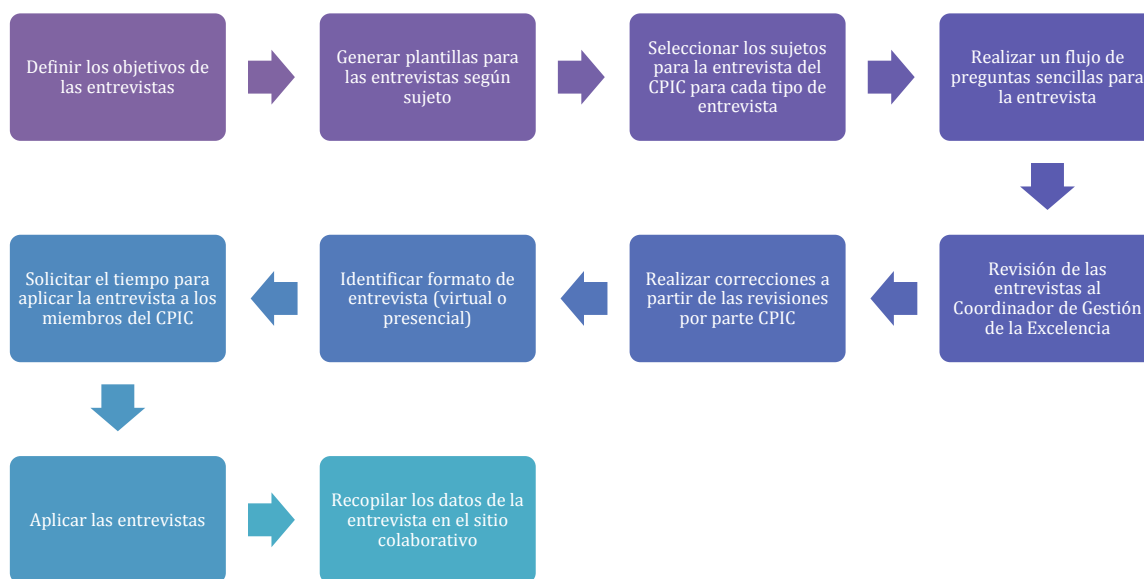 Definir los objetivos de
las entrevistas
Generar plantillas para
las entrevistas según
sujeto
Seleccionar los sujetos
para la entrevista del
CPIC para cada tipo de
entrevista
Realizar un flujo de
preguntas sencillas para
la entrevista
Revisión de las
entrevistas al
Coordinador de Gestión
de la Excelencia
Realizar correcciones a
partir de las revisiones
por parte CPIC
Identificar formato de
entrevista (virtual o
presencial)
Solicitar el tiempo para
aplicar la entrevista a los
miembros del CPIC
Aplicar las entrevistas
Recopilar los datos de la
entrevista en el sitio
colaborativo